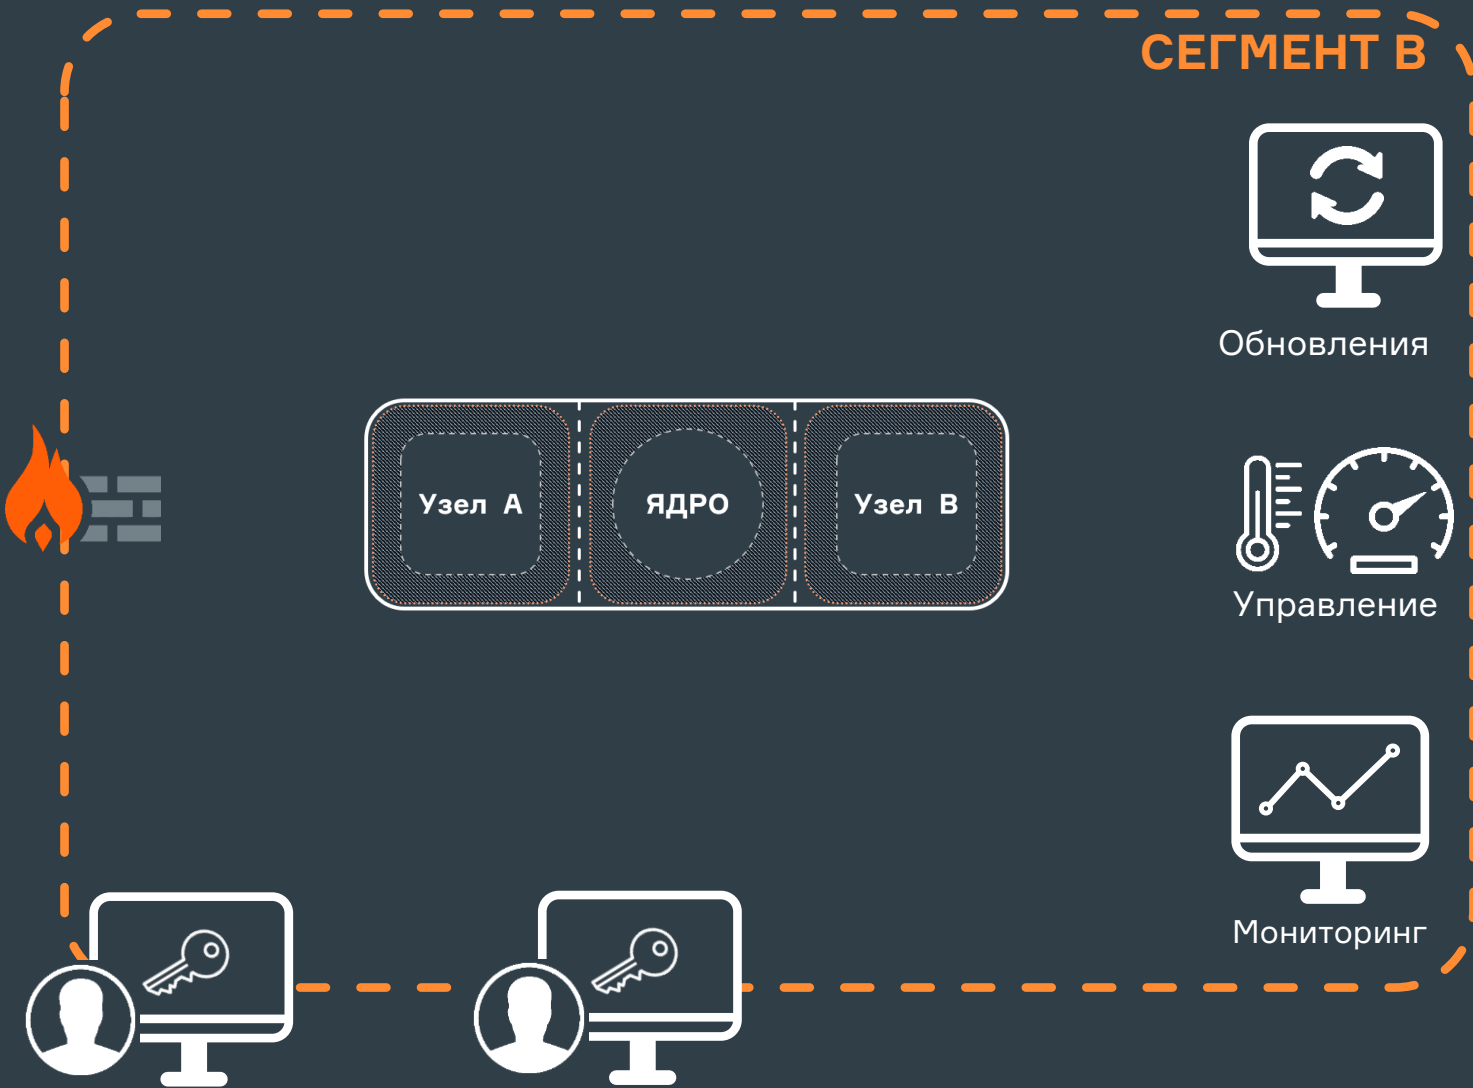 СЕГМЕНТ В
Обновления
Узел А
ЯДРО
Узел В
Управление
Мониторинг